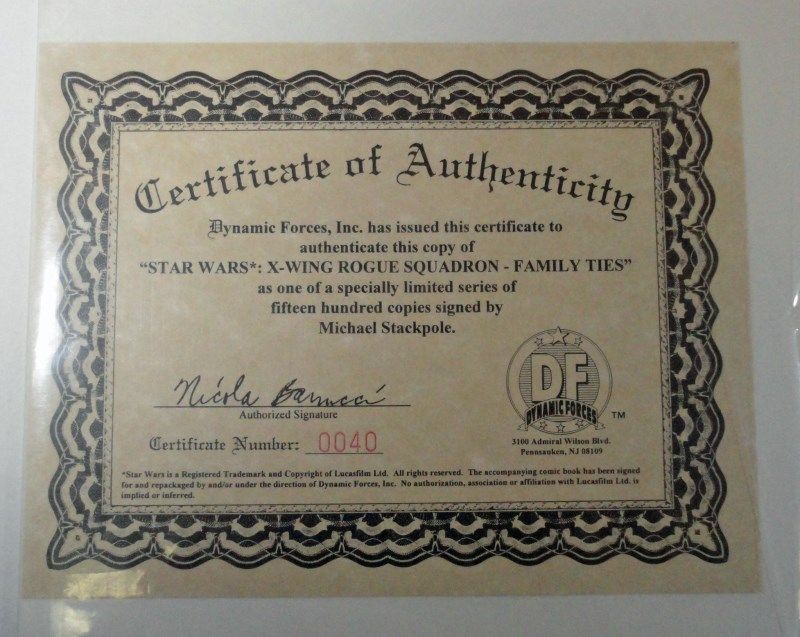 Certificate of Authenticity
Dynamic Forces, Inc. has issued this certificate to
authenticate this copy of
"STAR WARS*: X-WING ROGUE SQUADRON - FAMILY TIES"
as one of a specially limited series of
fifteen hundred copies signed by
Michael Stackpole.
Nicola Barrucci
Authorized Signature
Certificate Number: 0040
DF
DYNAMIC FORCES
TM
3100 Admiral Wilson Blvd.
Pennsauken, NJ 08109
*Star Wars is a Registered Trademark and Copyright of Lucasfilm Ltd. All rights reserved. The accompanying comic book has been signed
for and repackaged by and/or under the direction of Dynamic Forces, Inc. No authorization, association or affiliation with Lucasfilm Ltd. is
implied or inferred.